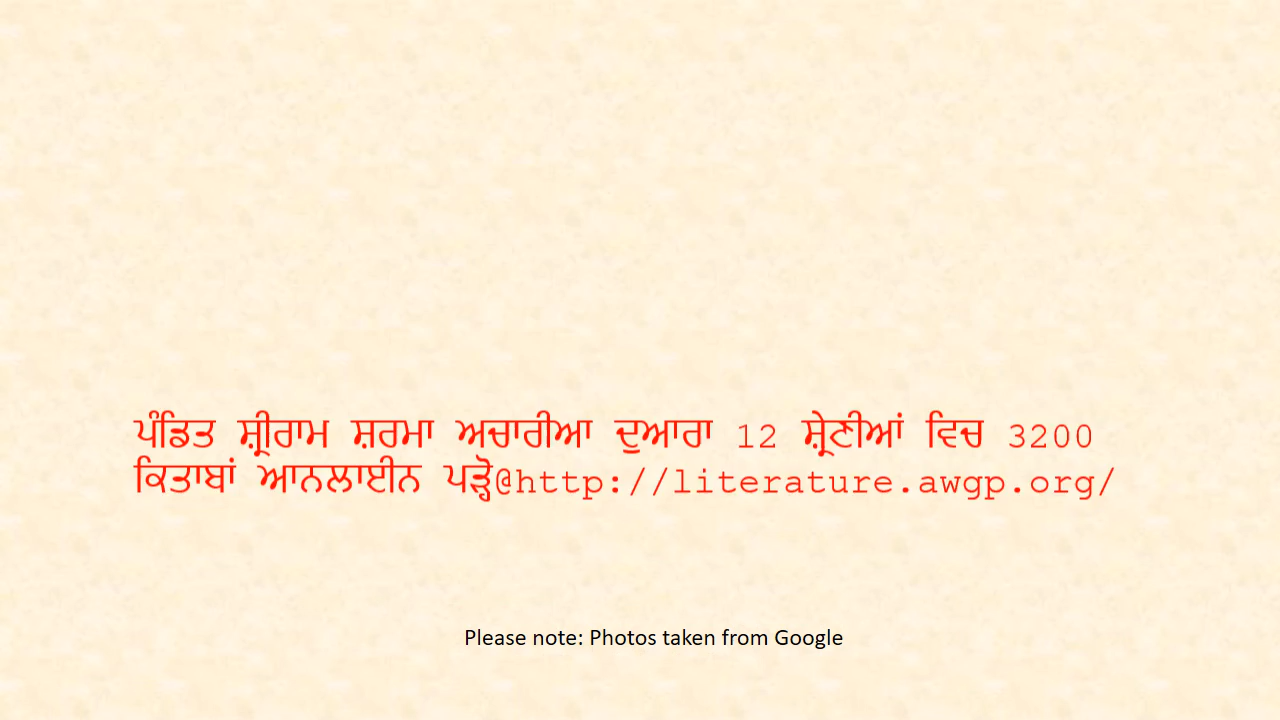 ਪੰਡਿਤ ਸ਼੍ਰੀਰਾਮ ਸ਼ਰਮਾ ਅਚਾਰੀਆ ਦੁਆਰਾ 12 ਸ਼੍ਰੇਣੀਆਂ ਵਿਚ 3200
ਕਿਤਾਬਾਂ ਆਨਲਾਈਨ ਪੜ੍ਹੋ@http://literature.awgp.org/
Please note: Photos taken from Google